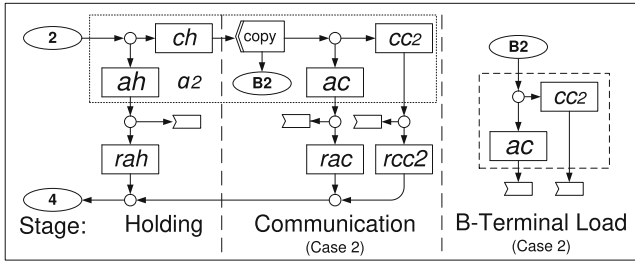 2 ch copy cc2 B2
ah a2 B2 ac cc2
ac
rah rac rcc2
4
Stage: Holding Communication B-Terminal Load
(Case 2) (Case 2)